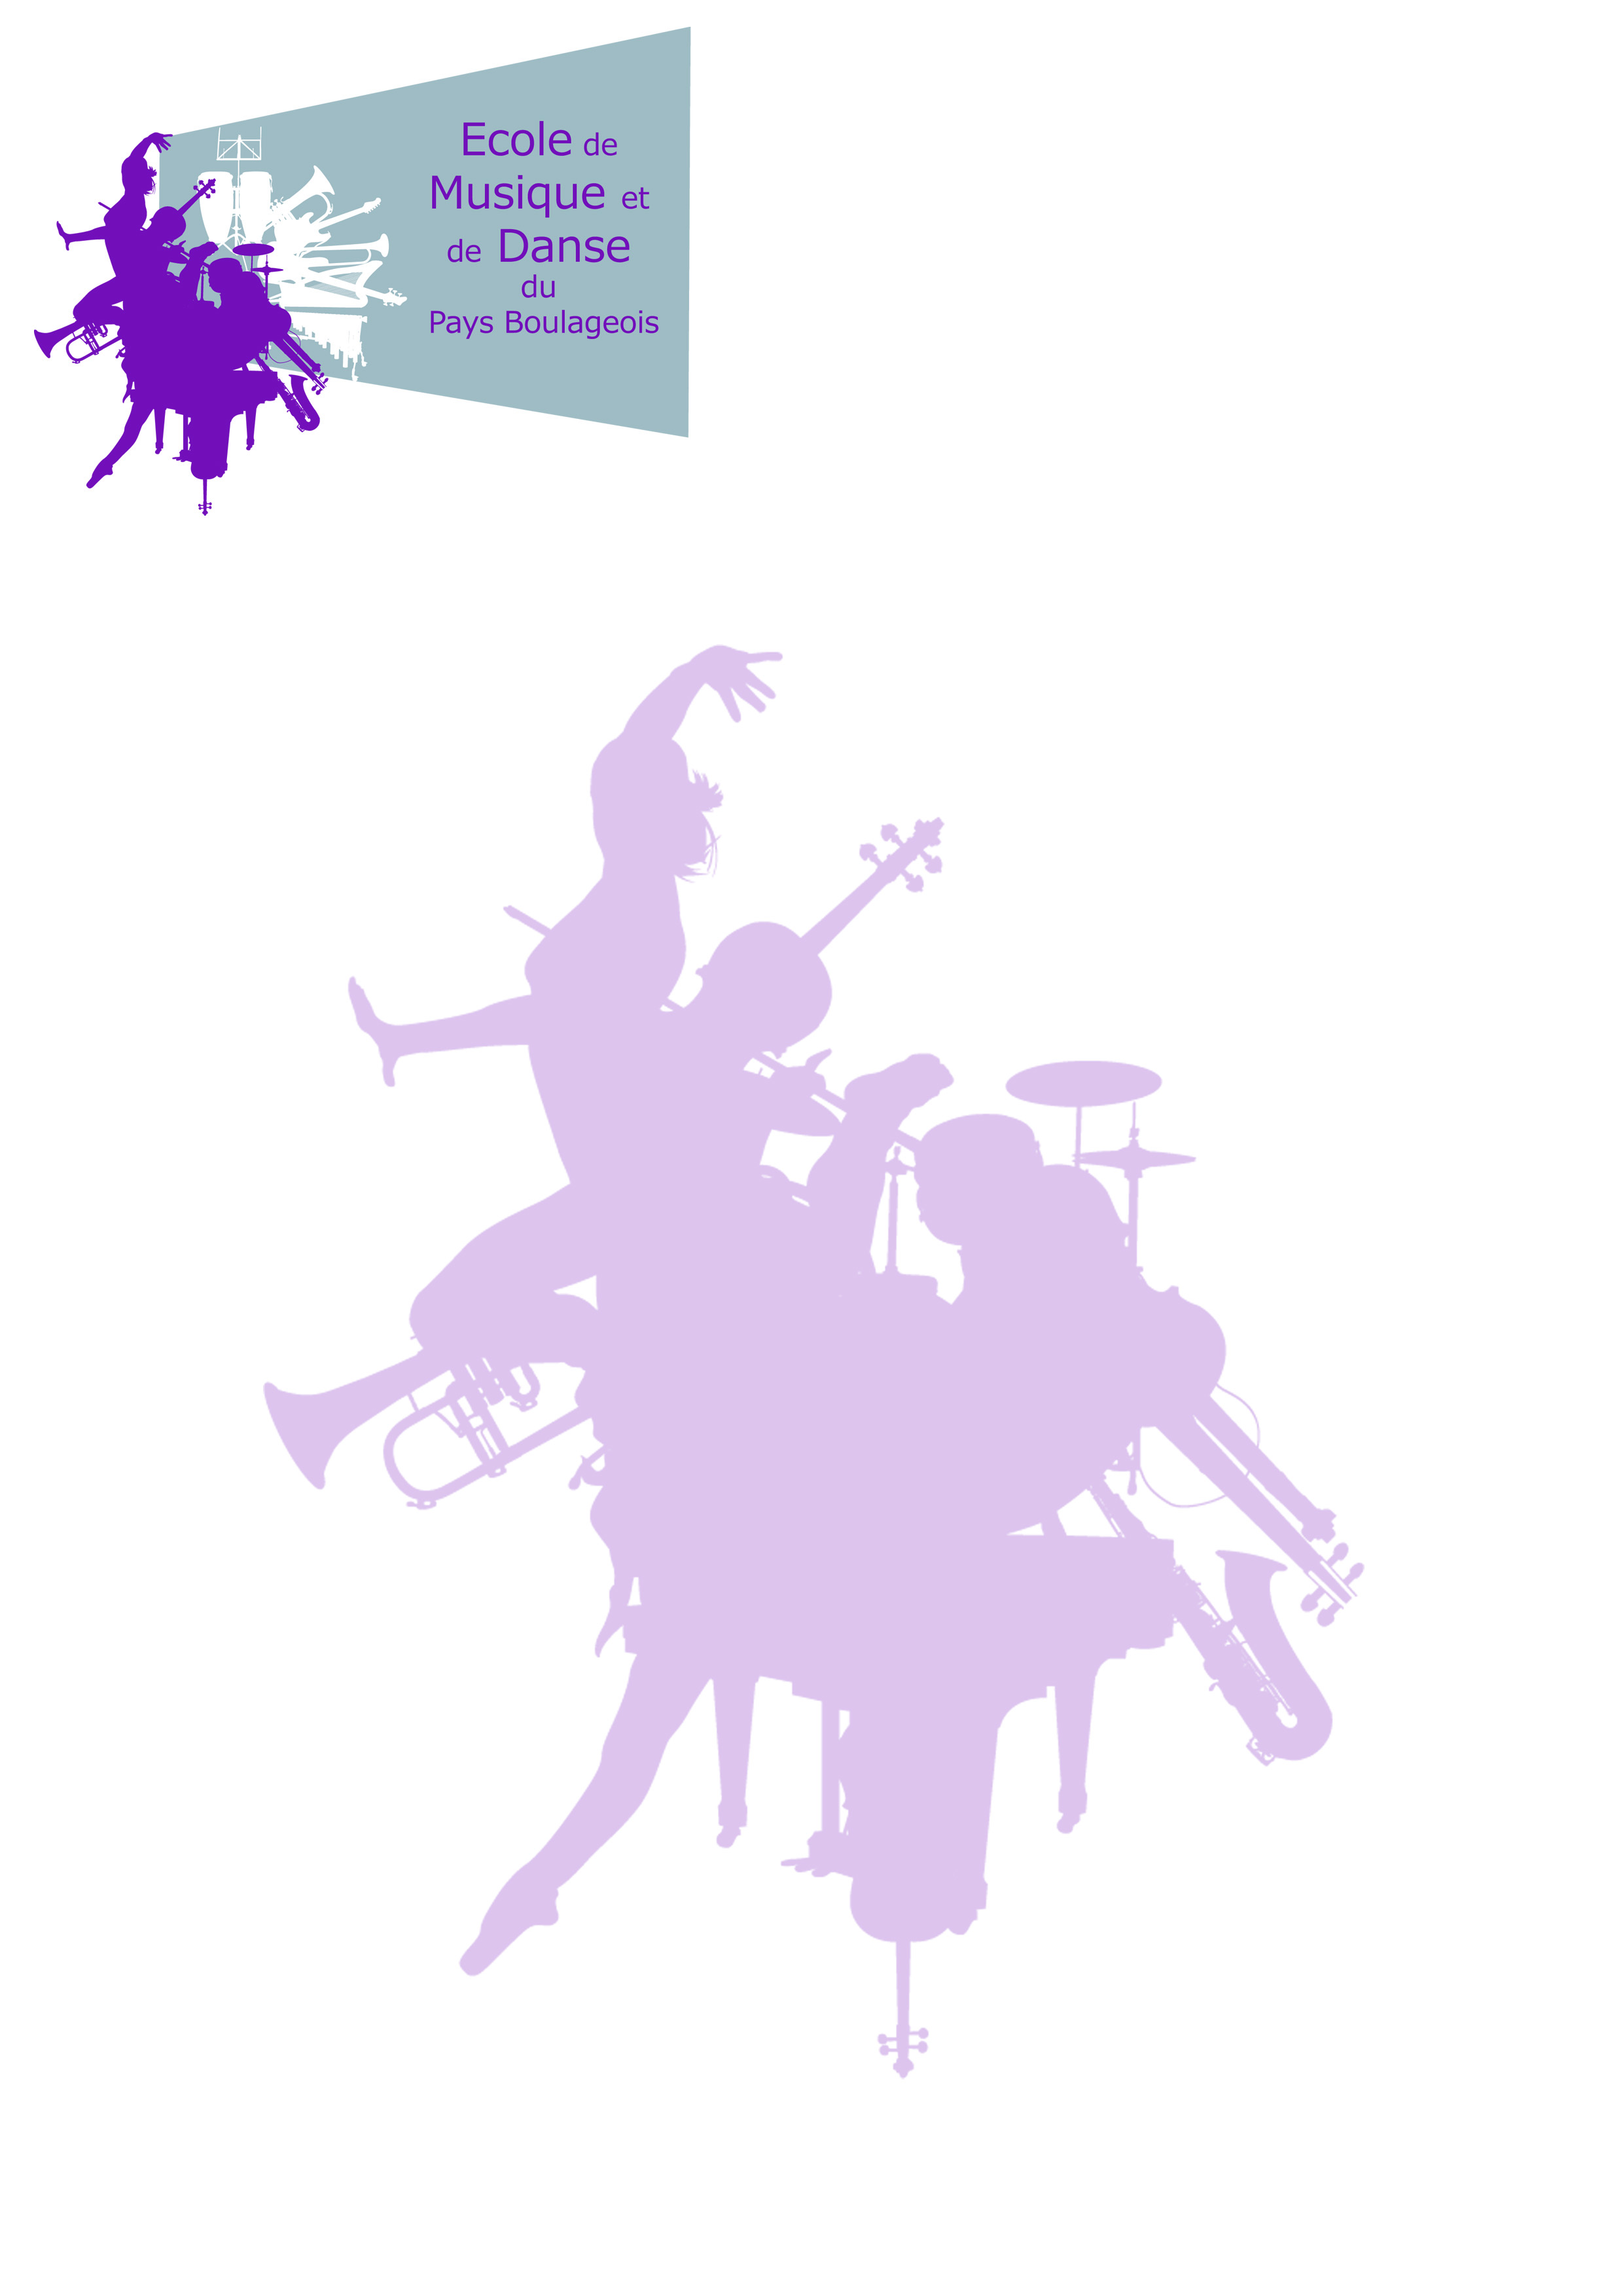 Ecole de
Musique et
de Danse
du
Pays Boulageois